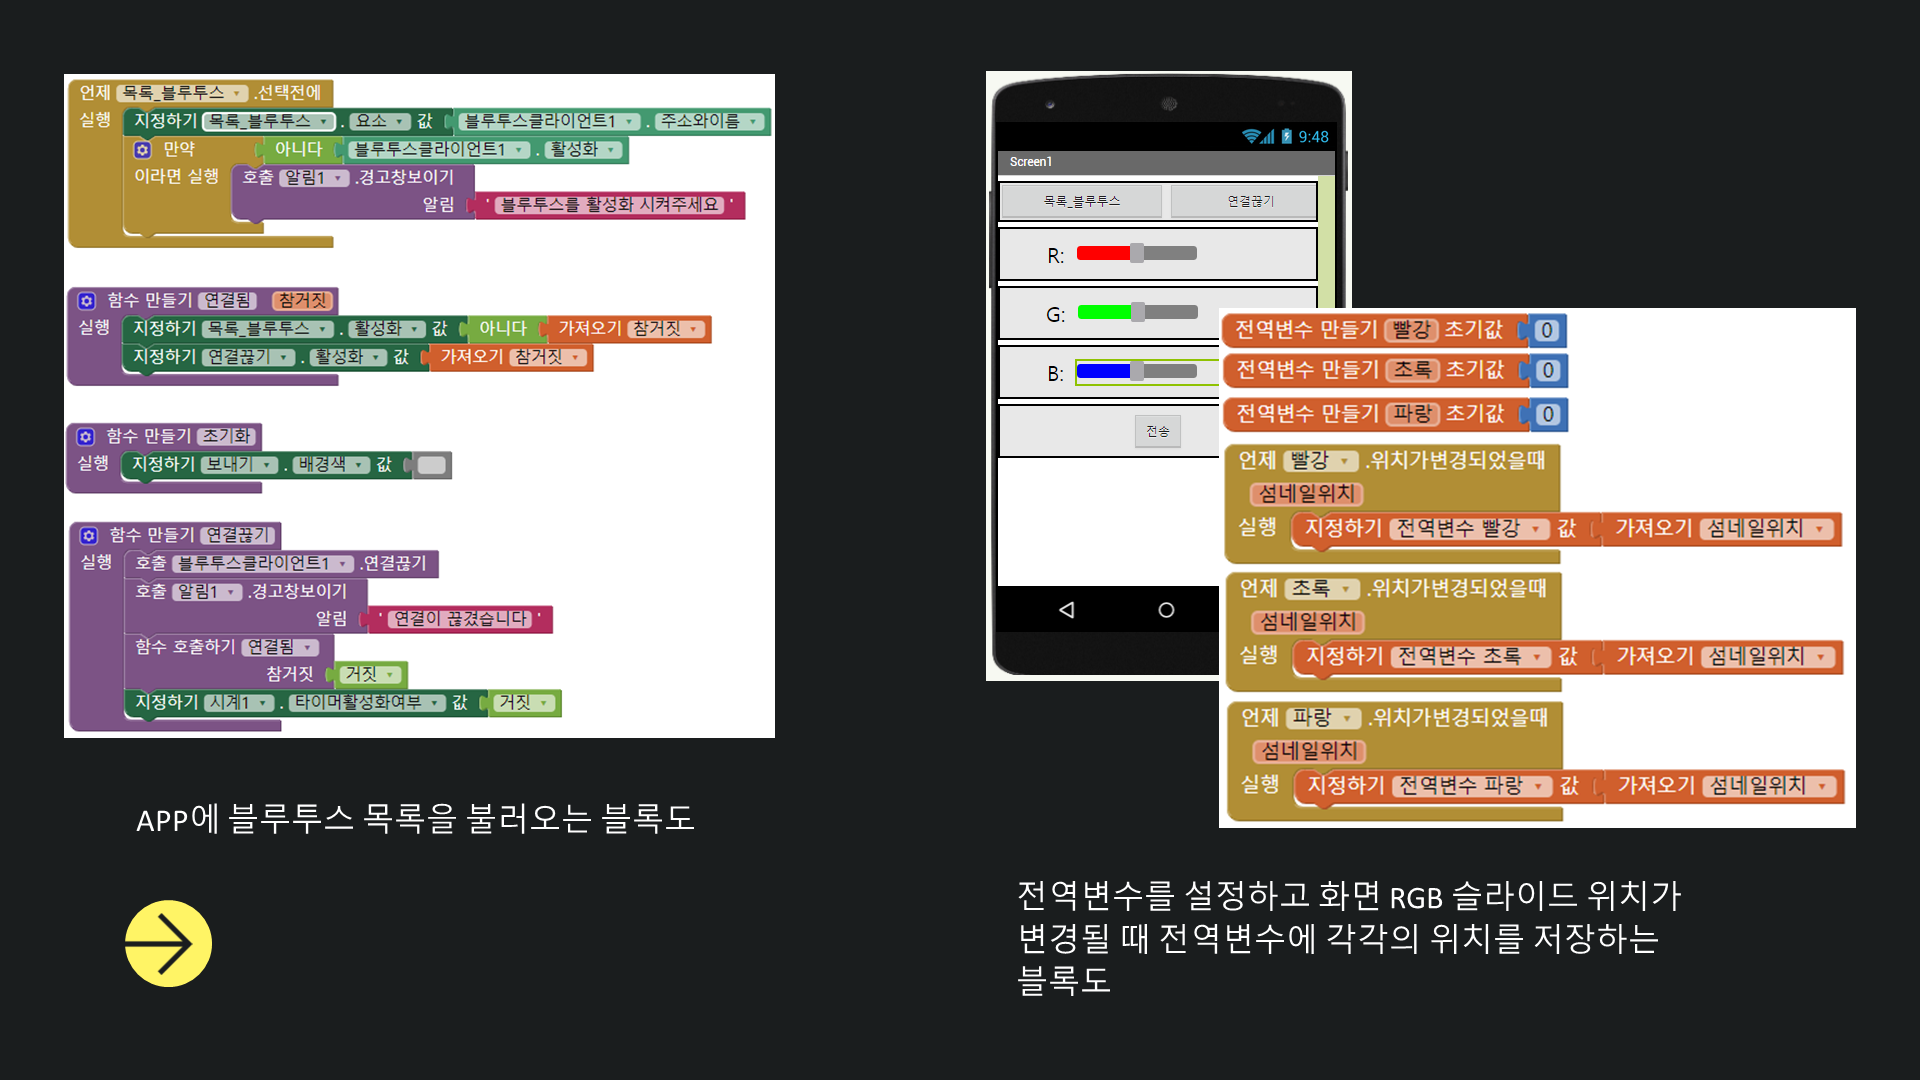 언제 목록_블루투스 .선택전에
실행 지정하기 목록_블루투스 . 요소 값 블루투스클라이언트1 . 주소와이름
만약 아니다 블루투스클라이언트1 . 활성화
이라면 실행 호출 알림1 .경고창보이기
알림 ' 블루투스를 활성화 시켜주세요 '
함수 만들기 연결됨 참거짓
실행 지정하기 목록_블루투스 . 활성화 값 아니다 가져오기 참거짓
지정하기 연결끊기 . 활성화 값 가져오기 참거짓
함수 만들기 초기화
실행 지정하기 보내기 . 배경색 값
함수 만들기 연결끊기
실행 호출 블루투스클라이언트1 .연결끊기
호출 알림1 .경고창보이기
알림 ' 연결이 끊겼습니다 '
함수 호출하기 연결됨
참거짓 거짓
지정하기 시계1 . 타이머활성화여부 값 거짓
APP에 블루투스 목록을 불러오는 블록도
9:48
Screen1
목록_블루투스 연결끊기
R:
G:
B:
전송
전역변수 만들기 빨강 초기값 0
전역변수 만들기 초록 초기값 0
전역변수 만들기 파랑 초기값 0
언제 빨강 .위치가변경되었을때
섬네일위치
실행 지정하기 전역변수 빨강 값 가져오기 섬네일위치
언제 초록 .위치가변경되었을때
섬네일위치
실행 지정하기 전역변수 초록 값 가져오기 섬네일위치
언제 파랑 .위치가변경되었을때
섬네일위치
실행 지정하기 전역변수 파랑 값 가져오기 섬네일위치
전역변수를 설정하고 화면 RGB 슬라이드 위치가
변경될 때 전역변수에 각각의 위치를 저장하는
블록도